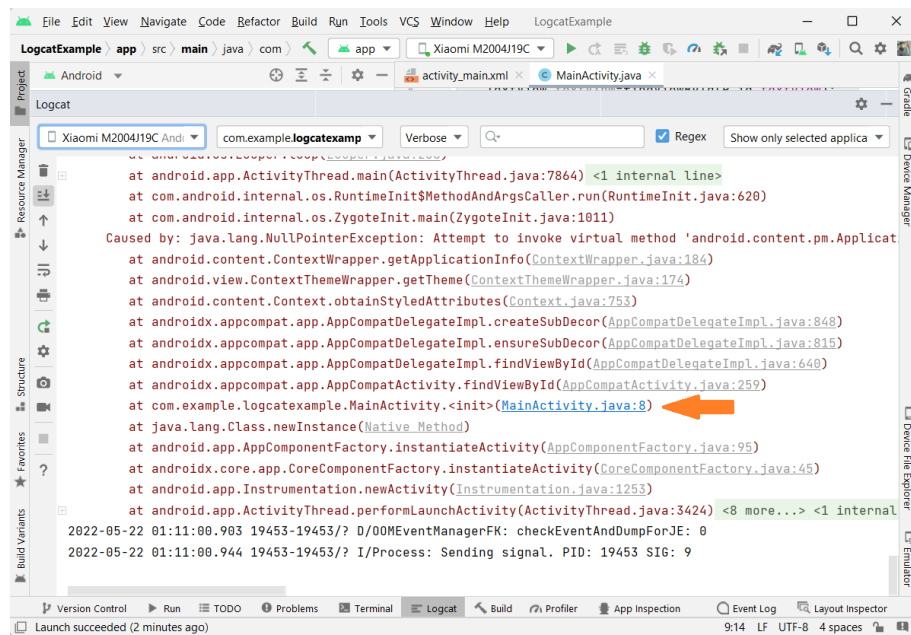 File Edit View Navigate Code Refactor Build Run Tools VCS Window Help LogcatExample
LogcatExample app src main java com app Xiaomi M2004J19C
Android activity_main.xml MainActivity.java
Logcat
Xiaomi M2004J19C Andr com.example.logcatexamp Verbose Regex Show only selected applica
at android.os.Looper.loop(Looper.java:
at android.app.ActivityThread.main(ActivityThread.java:7864) <1 internal line>
at com.android.internal.os.RuntimeInit$MethodAndArgsCaller.run(RuntimeInit.java:620)
at com.android.internal.os.ZygoteInit.main(ZygoteInit.java:1011)
Caused by: java.lang.NullPointerException: Attempt to invoke virtual method 'android.content.pm.Applicat
at android.content.ContextWrapper.getApplicationInfo(ContextWrapper.java:184)
at android.view.ContextThemeWrapper.getTheme(ContextThemeWrapper.java:174)
at android.content.Context.obtainStyledAttributes(Context.java:753)
at androidx.appcompat.app.AppCompatDelegateImpl.createSubDecor(AppCompatDelegateImpl.java:848)
at androidx.appcompat.app.AppCompatDelegateImpl.ensureSubDecor(AppCompatDelegateImpl.java:815)
at androidx.appcompat.app.AppCompatDelegateImpl.findViewById(AppCompatDelegateImpl.java:640)
at androidx.appcompat.app.AppCompatActivity.findViewById(AppCompatActivity.java:259)
at com.example.logcatexample.MainActivity.<init>(MainActivity.java:8)
at java.lang.Class.newInstance(Native Method)
at android.app.AppComponentFactory.instantiateActivity(AppComponentFactory.java:95)
at androidx.core.app.CoreComponentFactory.instantiateActivity(CoreComponentFactory.java:45)
at android.app.Instrumentation.newActivity(Instrumentation.java:1253)
at android.app.ActivityThread.performLaunchActivity(ActivityThread.java:3424) <8 more...> <1 internal
2022-05-22 01:11:00.903 19453-19453/? D/OOMEventManagerFK: checkEventAndDumpForJE: 0
2022-05-22 01:11:00.944 19453-19453/? I/Process: Sending signal. PID: 19453 SIG: 9
Project
Resource Manager
Structure
Favorites
Build Variants
Gradle
Device Manager
Device File Explorer
Emulator
Version Control Run TODO Problems Terminal Logcat Build Profiler App Inspection Event Log Layout Inspector
Launch succeeded (2 minutes ago) 9:14 LF UTF-8 4 spaces